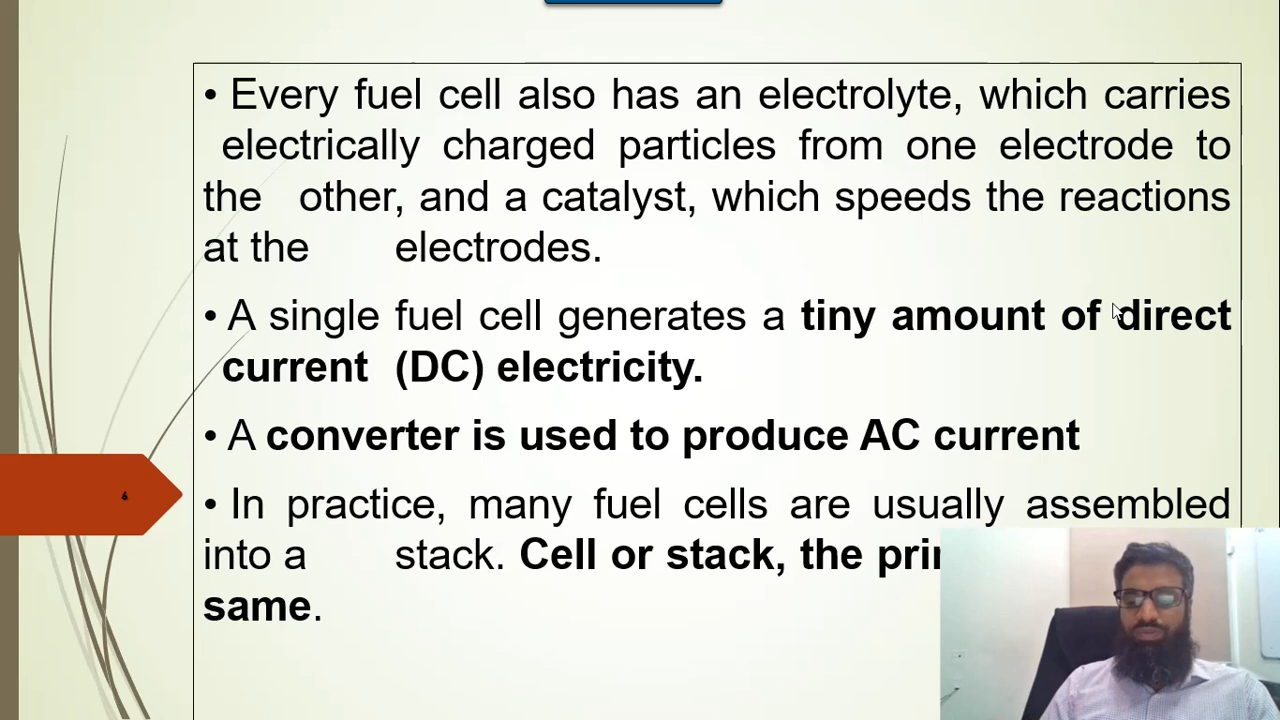 • Every fuel cell also has an electrolyte, which carries
electrically charged particles from one electrode to
the other, and a catalyst, which speeds the reactions
at the electrodes.
• A single fuel cell generates a tiny amount of direct
current (DC) electricity.
• A converter is used to produce AC current
• In practice, many fuel cells are usually assembled
into a stack. Cell or stack, the
same.